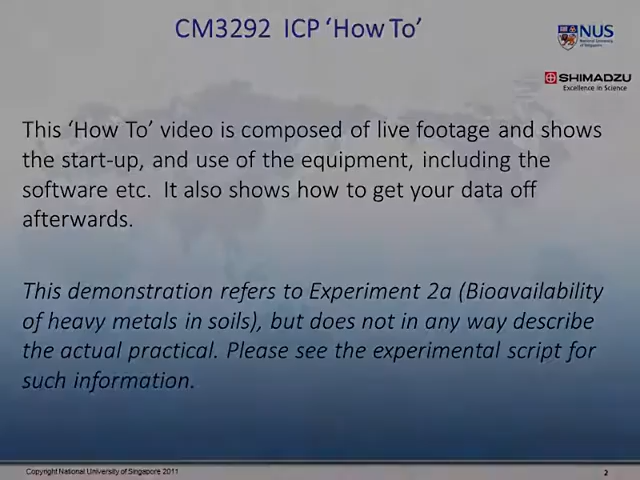 CM3292 ICP ‘How To’
NUS
National University
of Singapore
SHIMADZU
Excellence in Science
This ‘How To’ video is composed of live footage and shows
the start-up, and use of the equipment, including the
software etc. It also shows how to get your data off
afterwards.
This demonstration refers to Experiment 2a (Bioavailability
of heavy metals in soils), but does not in any way describe
the actual practical. Please see the experimental script for
such information.
Copyright National University of Singapore 2011
2